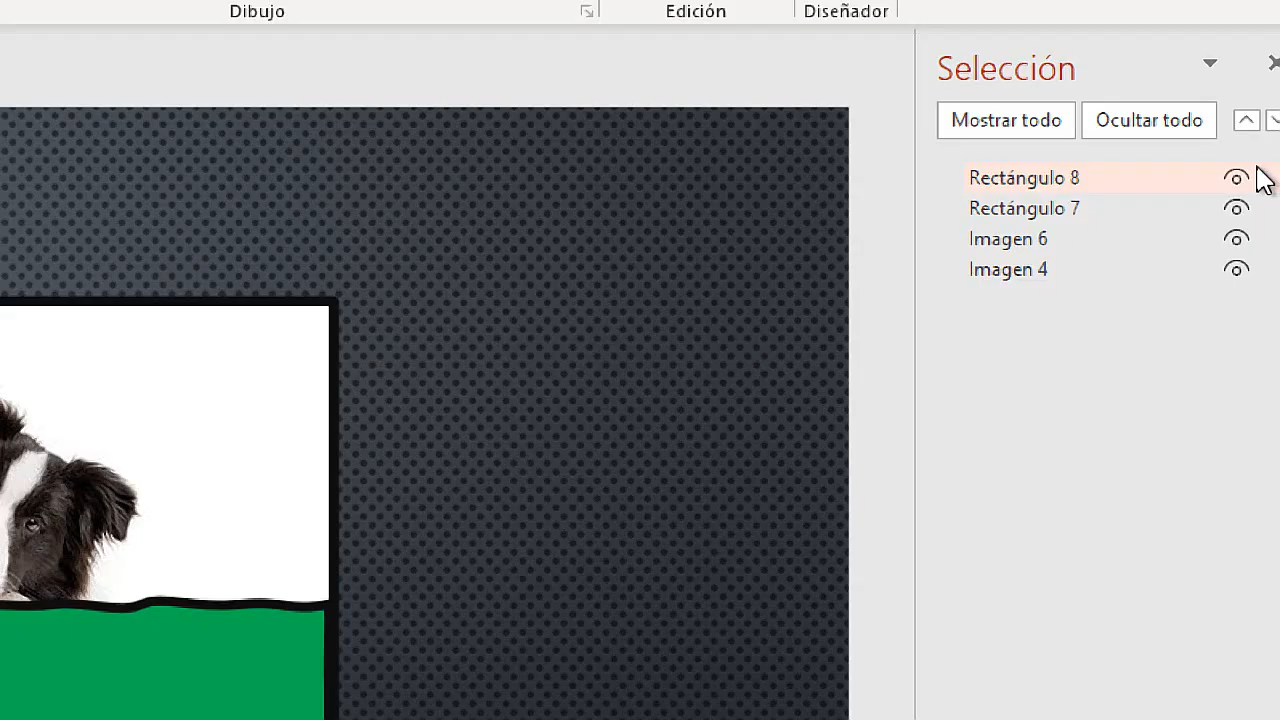 Dibujo
Edición
Diseñador
Selección
Mostrar todo
Ocultar todo
Rectángulo 8
Rectángulo 7
Imagen 6
Imagen 4